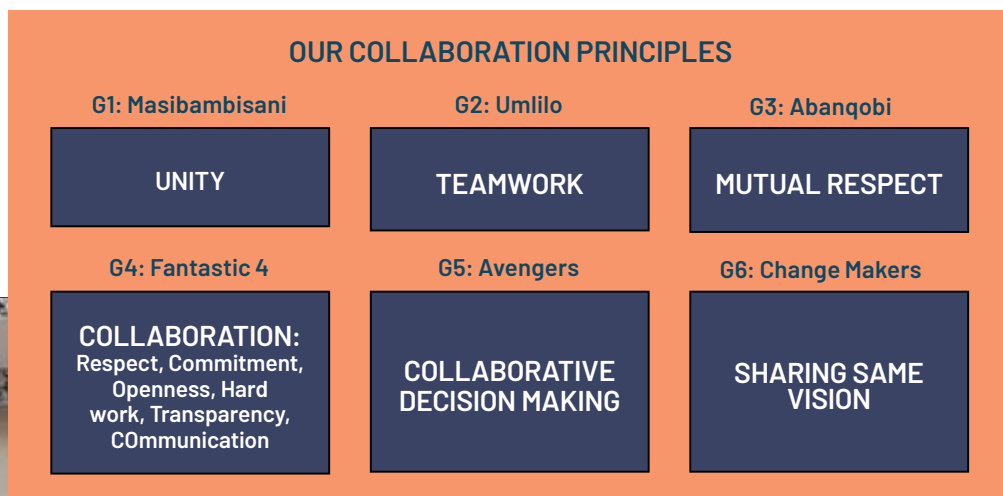 OUR COLLABORATION PRINCIPLES
G1: Masibambisani
UNITY
G2: Umlilo
TEAMWORK
G3: Abanqobi
MUTUAL RESPECT
G4: Fantastic 4
COLLABORATION:
Respect, Commitment,
Openness, Hard
work, Transparency,
COmmunication
G5: Avengers
COLLABORATIVE
DECISION MAKING
G6: Change Makers
SHARING SAME
VISION